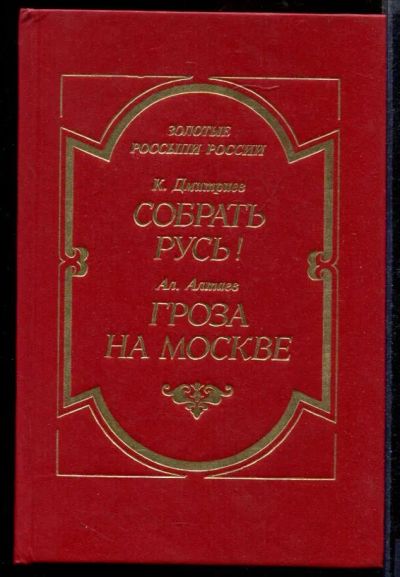 ЗОЛОТЫЕ
РОССЫПИ РОССИИ
К. Дмитриев
СОБРАТЬ
РУСЬ!
Ал. Алтаев
ГРОЗА
НА МОСКВЕ